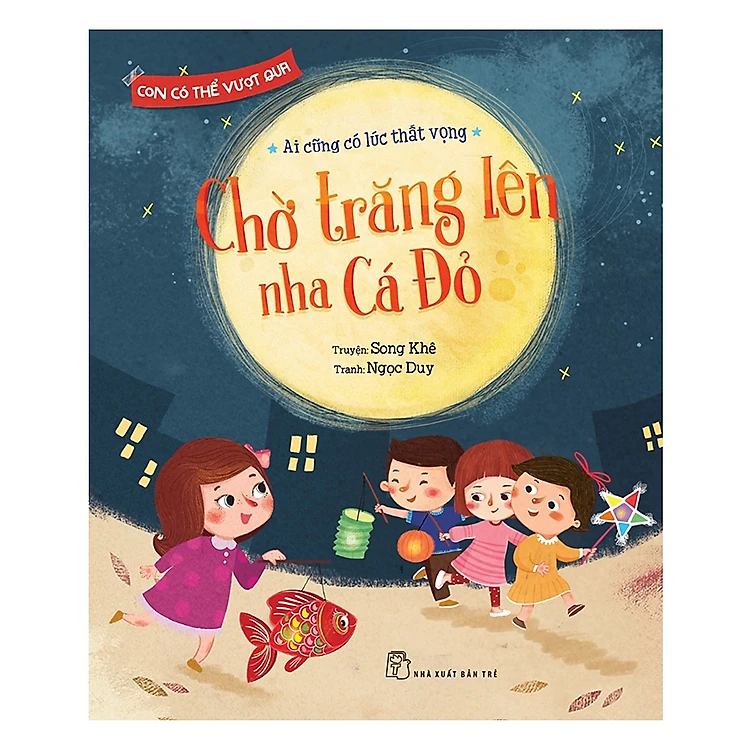 CON CÓ THỂ VƯỢT QUA
Ai cũng có lúc thất vọng
Chờ trăng lên
nha Cá Đỏ
Truyện: Song Khê
Tranh: Ngọc Duy
NHÀ XUẤT BẢN TRẺ